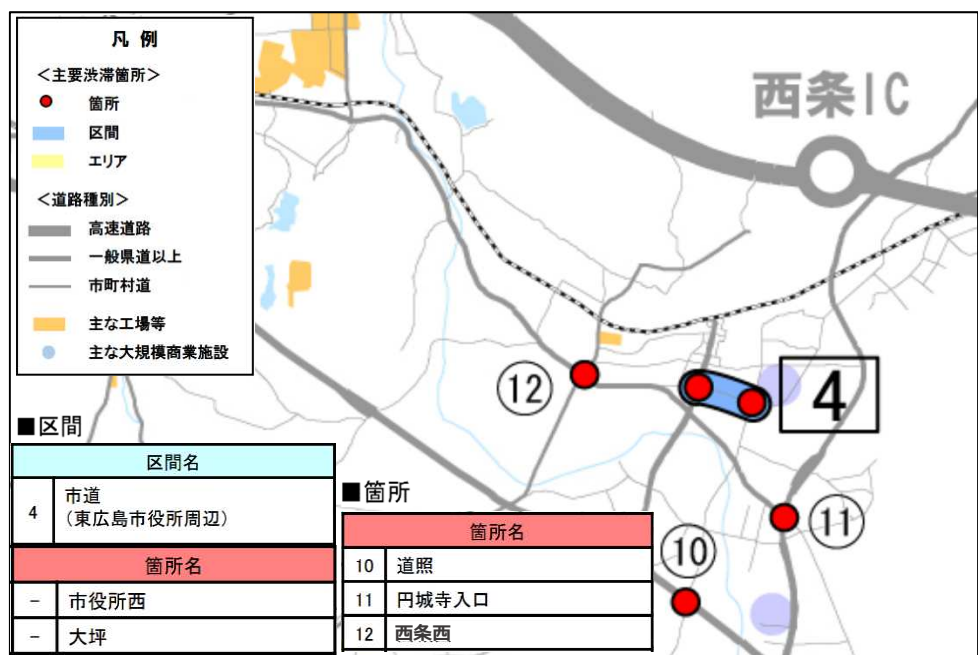 凡 例
<主要渋滞箇所>
箇所
区間
エリア
<道路種別>
高速道路
一般県道以上
市町村道
主な工場等
主な大規模商業施設
西条IC
⑫
4
⑪
⑩
■区間
区間名
4 市道
(東広島市役所周辺)
箇所名
- 市役所西
- 大坪
■箇所
箇所名
10 道照
11 円城寺入口
12 西条西